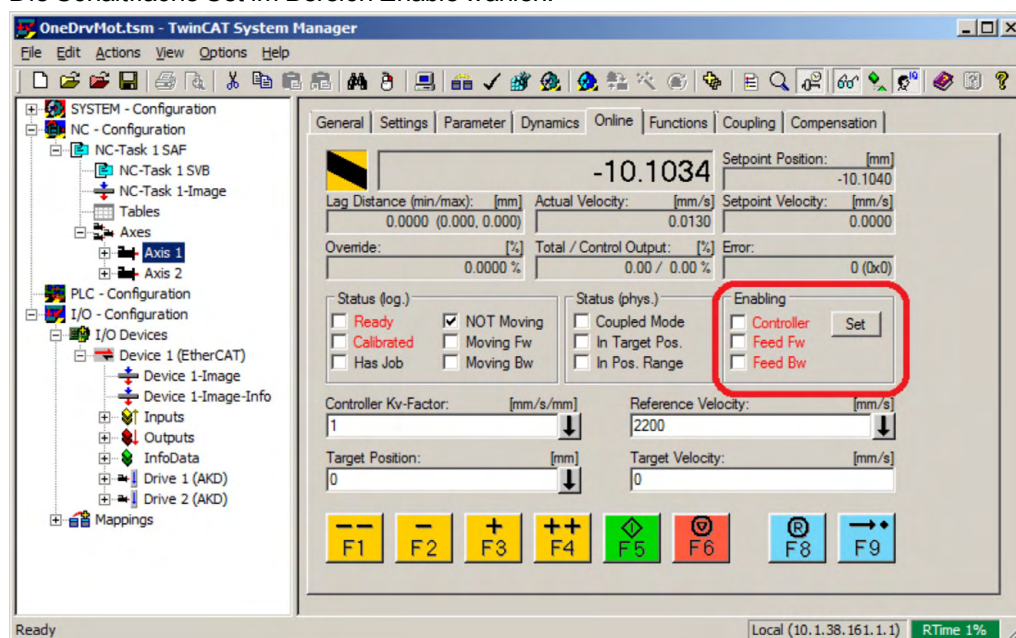 Die Schaltfläche Set im Bereich Enable wählen.
OneDrvMot.tsm - TwinCAT System Manager
File Edit Actions View Options Help
SYSTEM - Configuration
NC - Configuration
NC-Task 1 SAF
NC-Task 1 SVB
NC-Task 1-Image
Tables
Axes
Axis 1
Axis 2
PLC - Configuration
I/O - Configuration
I/O Devices
Device 1 (EtherCAT)
Device 1-Image
Device 1-Image-Info
Inputs
Outputs
InfoData
Drive 1 (AKD)
Drive 2 (AKD)
Mappings
General Settings Parameter Dynamics Online Functions Coupling Compensation
-10.1034
Setpoint Position: [mm]
-10.1040
Lag Distance (min/max): [mm] Actual Velocity: [mm/s] Setpoint Velocity: [mm/s]
0.0000 (0.000, 0.000) 0.0130 0.0000
Override: [%] Total / Control Output: [%] Error:
0.0000 % 0.00 / 0.00 % 0 (0x0)
Status (log.) Status (phys.) Enabling
Ready NOT Moving Coupled Mode Controller Set
Calibrated Moving Fw In Target Pos. Feed Fw
Has Job Moving Bw In Pos. Range Feed Bw
Controller Kv-Factor: [mm/s/mm] Reference Velocity: [mm/s]
1 2200
Target Position: [mm] Target Velocity: [mm/s]
0 0
-- - + ++ R
F1 F2 F3 F4 F5 F6 F8 F9
Ready Local (10.1.38.161.1.1) RTime 1%